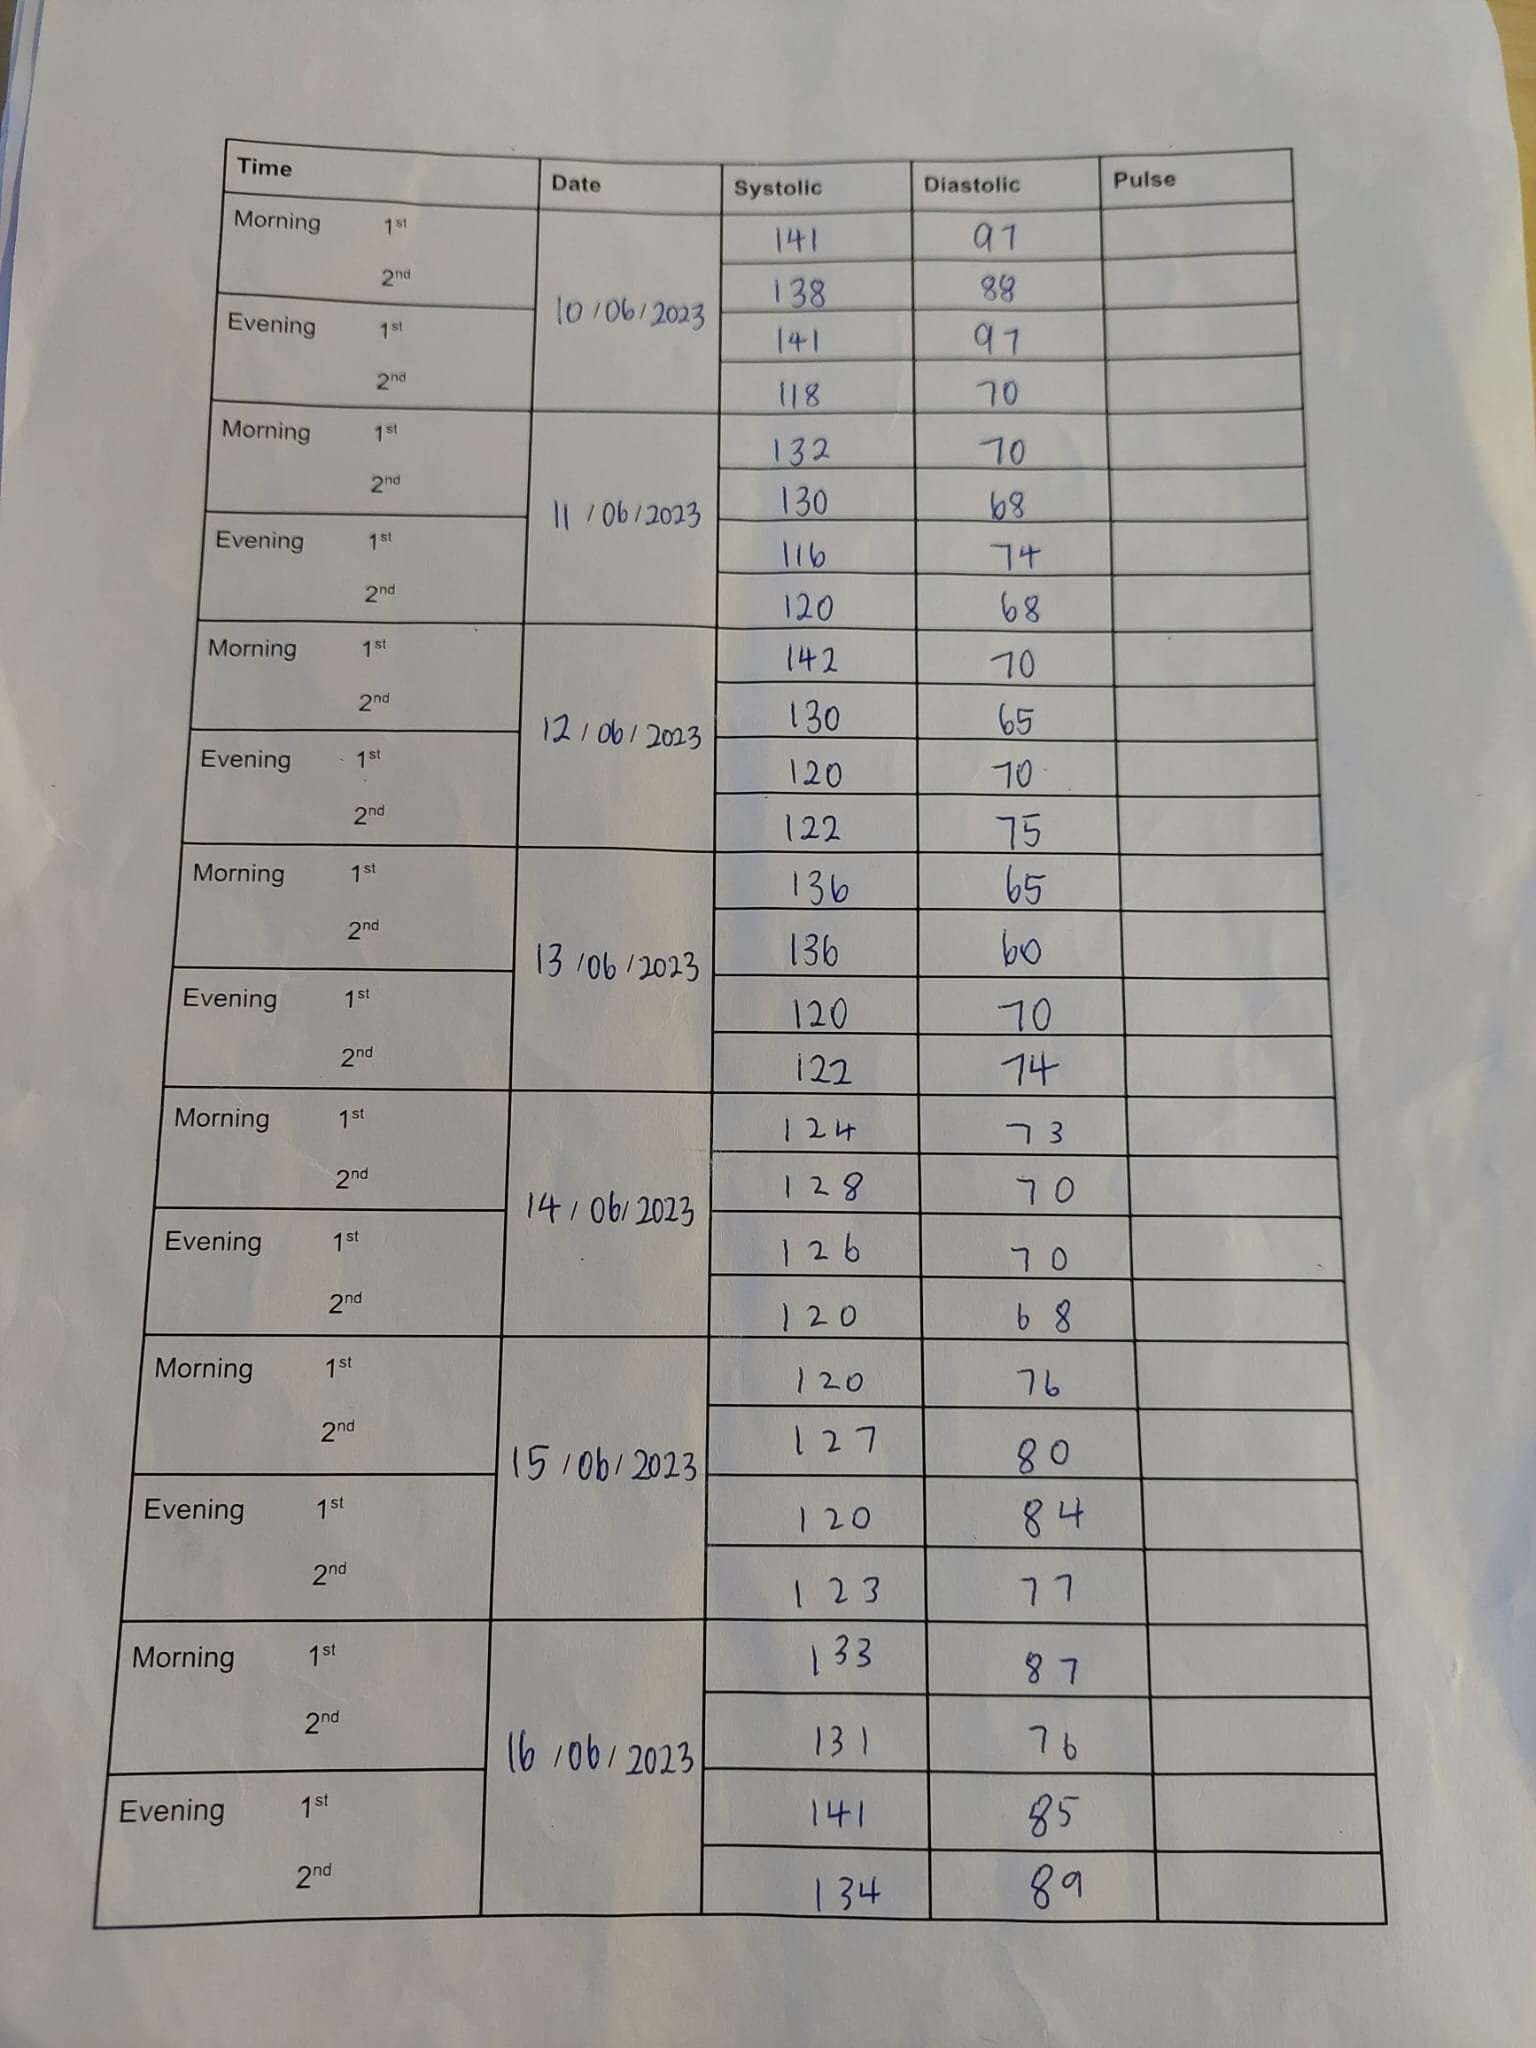 Time Date Systolic Diastolic Pulse
Morning 1st 141 97
2nd 138 88
10/06/2023
Evening 1st 141 97
2nd 118 70
Morning 1st 132 70
2nd 130 68
11/06/2023
Evening 1st 116 74
2nd 120 68
Morning 1st 142 70
2nd 130 65
12/06/2023
Evening 1st 120 70
2nd 122 75
Morning 1st 136 65
2nd 136 60
13/06/2023
Evening 1st 120 70
2nd 122 74
Morning 1st 124 73
2nd 128 70
14/06/2023
Evening 1st 126 70
2nd 120 68
Morning 1st 120 76
2nd 127 80
15/06/2023
Evening 1st 120 84
2nd 123 77
Morning 1st 133 87
2nd 131 76
16/06/2023
Evening 1st 141 85
2nd 134 89